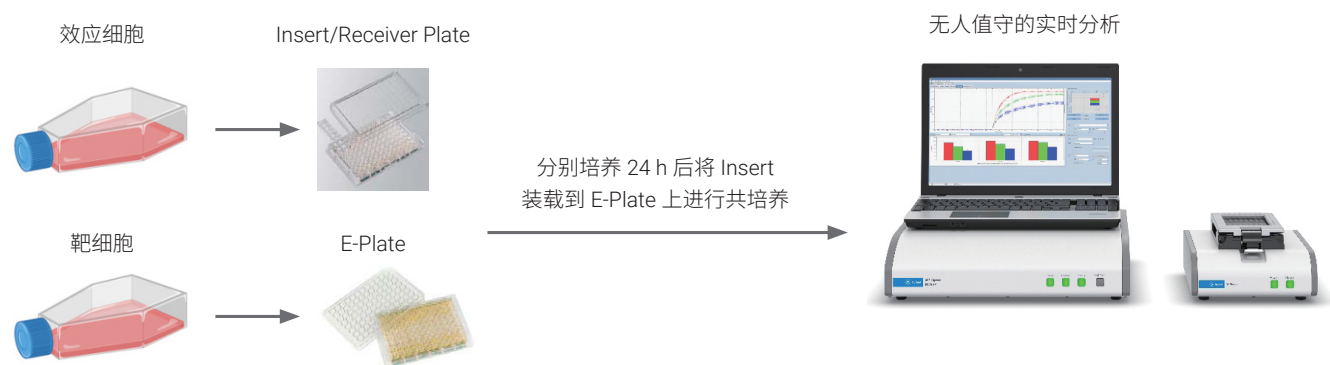 效应细胞
Insert/Receiver Plate
无人值守的实时分析
分别培养 24 h 后将 Insert
装载到 E-Plate 上进行共培养
靶细胞
E-Plate